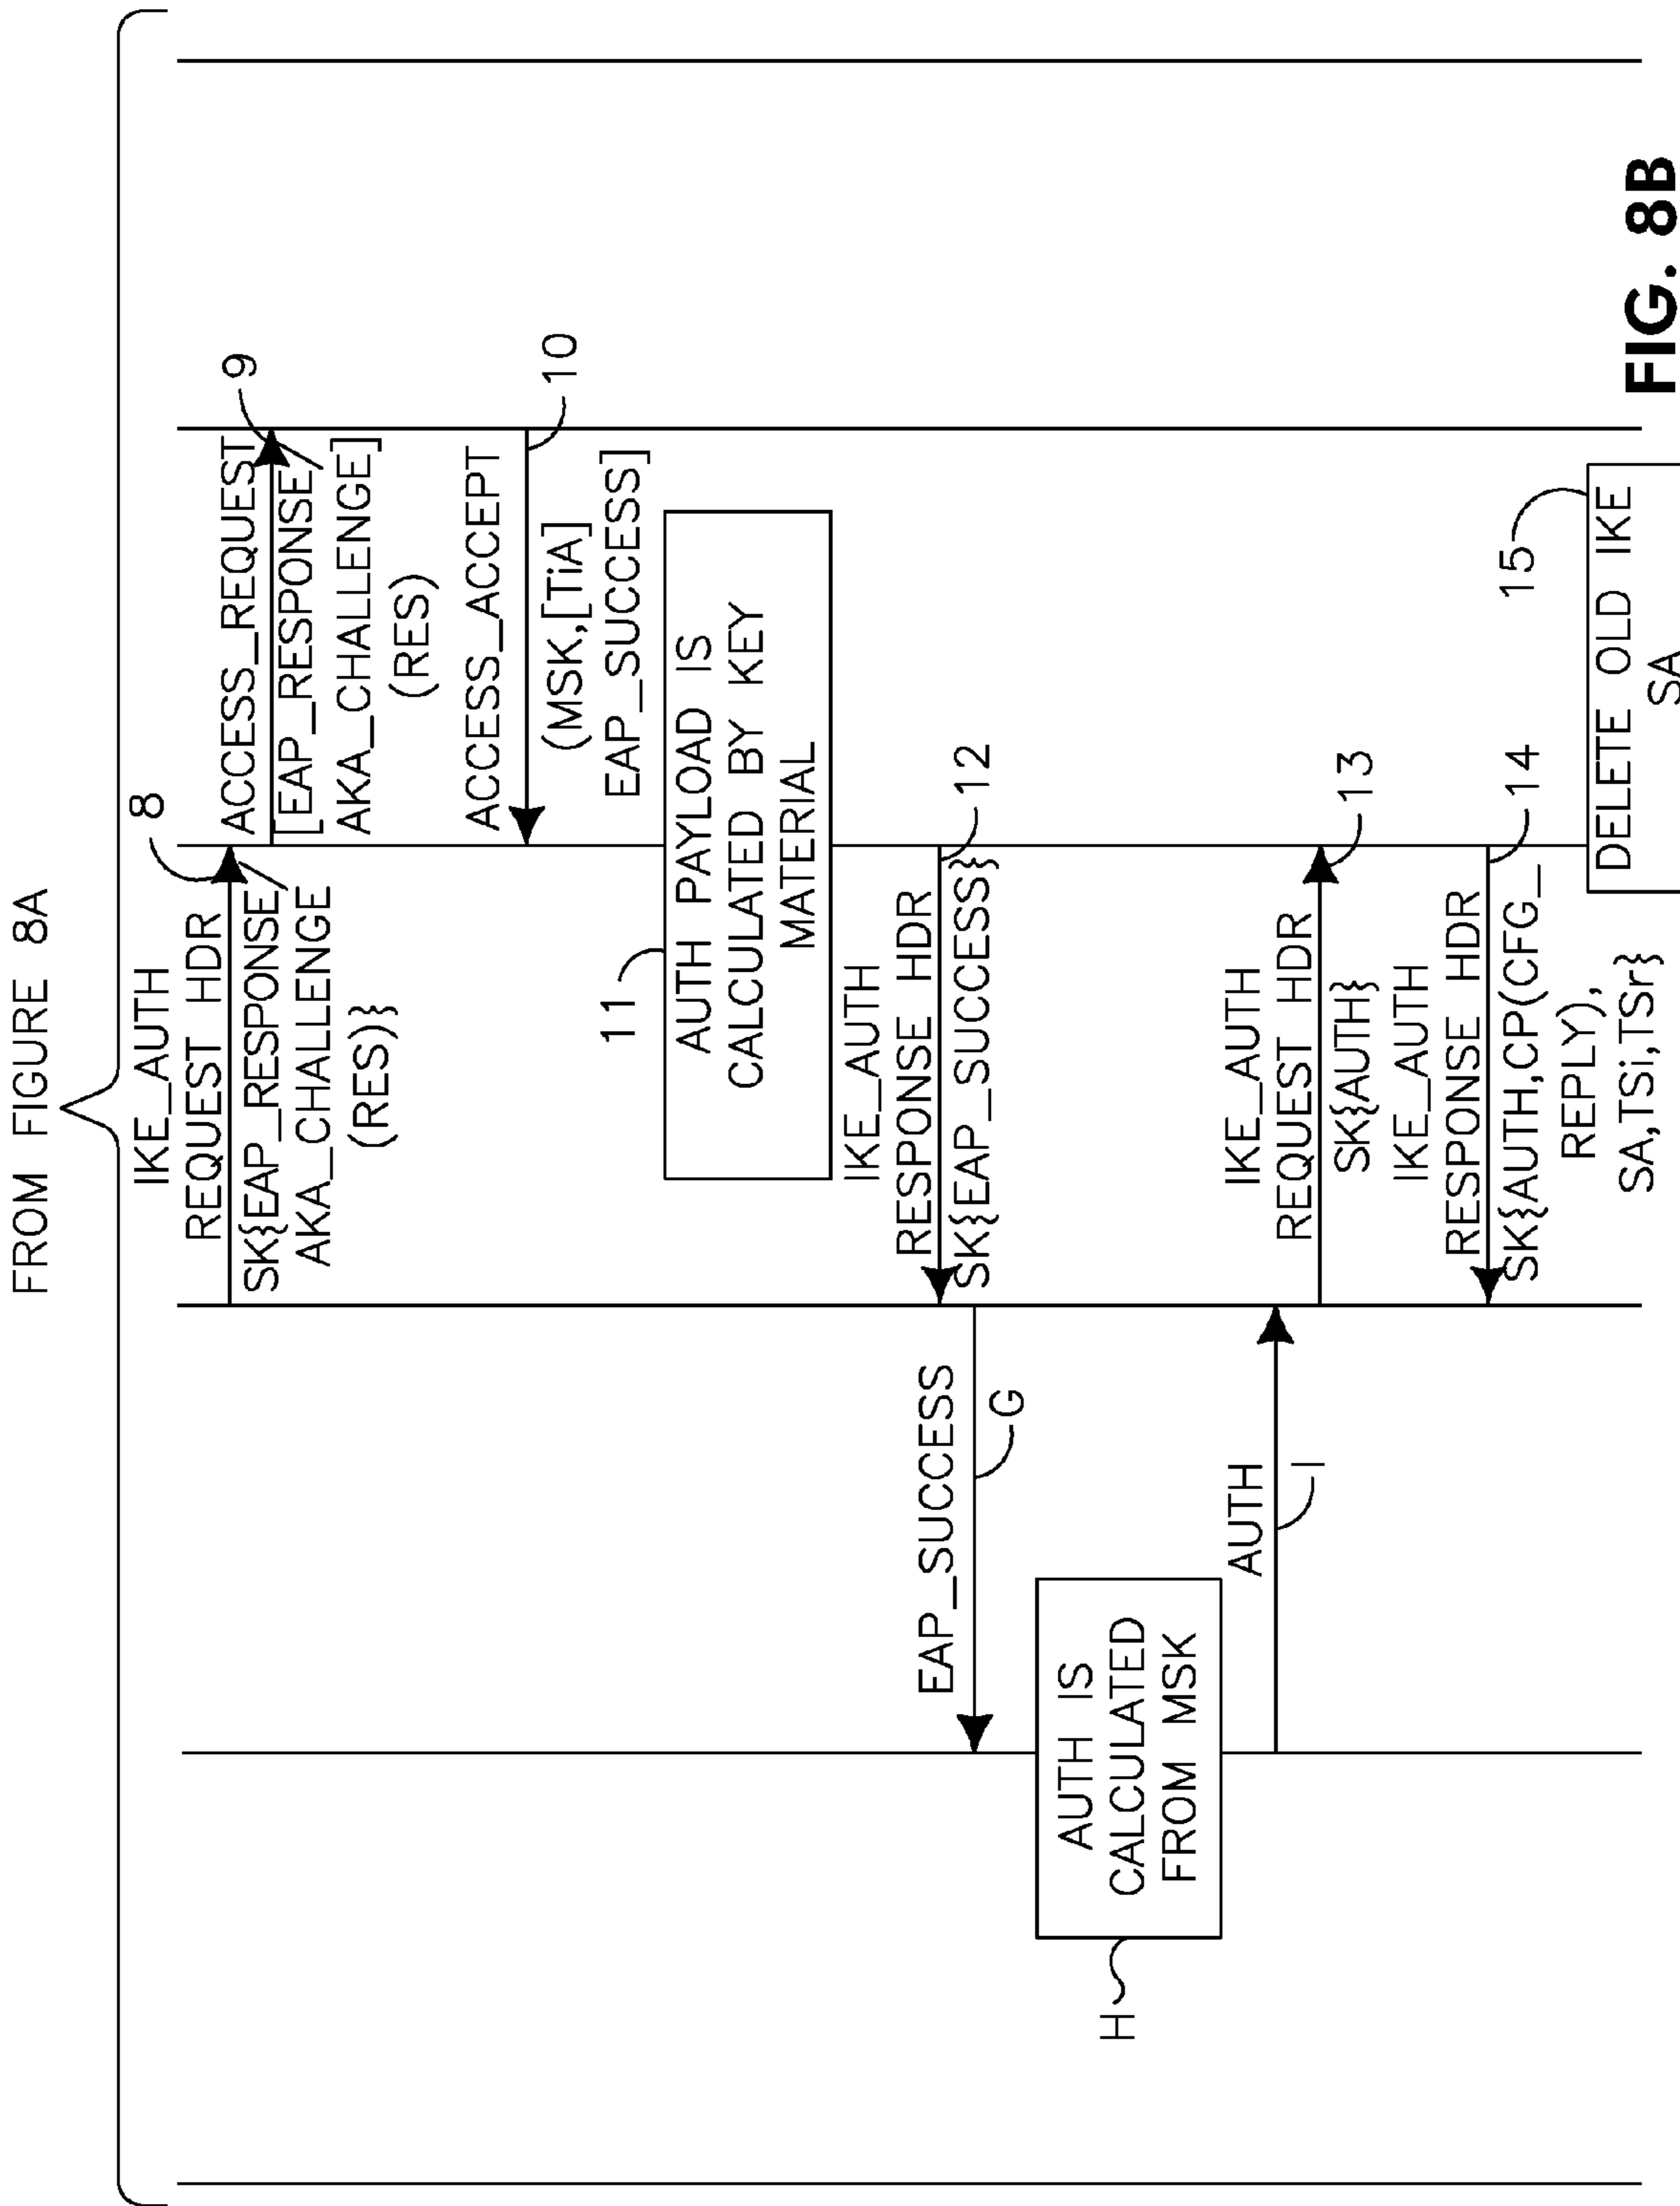 FROM FIGURE 8A
IKE_AUTH
REQUEST HDR
8
SK{EAP_RESPONSE
AKA_CHALLENGE
(RES)}
ACCESS_REQUEST
9
[EAP_RESPONSE
AKA_CHALLENGE]
(RES)
ACCESS_ACCEPT
10
(MSK,[TiA]
EAP_SUCCESS]
11
AUTH PAYLOAD IS
CALCULATED BY KEY
MATERIAL
IKE_AUTH
RESPONSE HDR
12
SK{EAP_SUCCESS}
EAP_SUCCESS
G
H
AUTH IS
CALCULATED
FROM MSK
AUTH
I
IKE_AUTH
REQUEST HDR
13
SK{AUTH}
IKE_AUTH
RESPONSE HDR
14
SK{AUTH,CP(CFG_
REPLY),
SA,TSi,TSr}
15
DELETE OLD IKE
SA
FIG. 8B